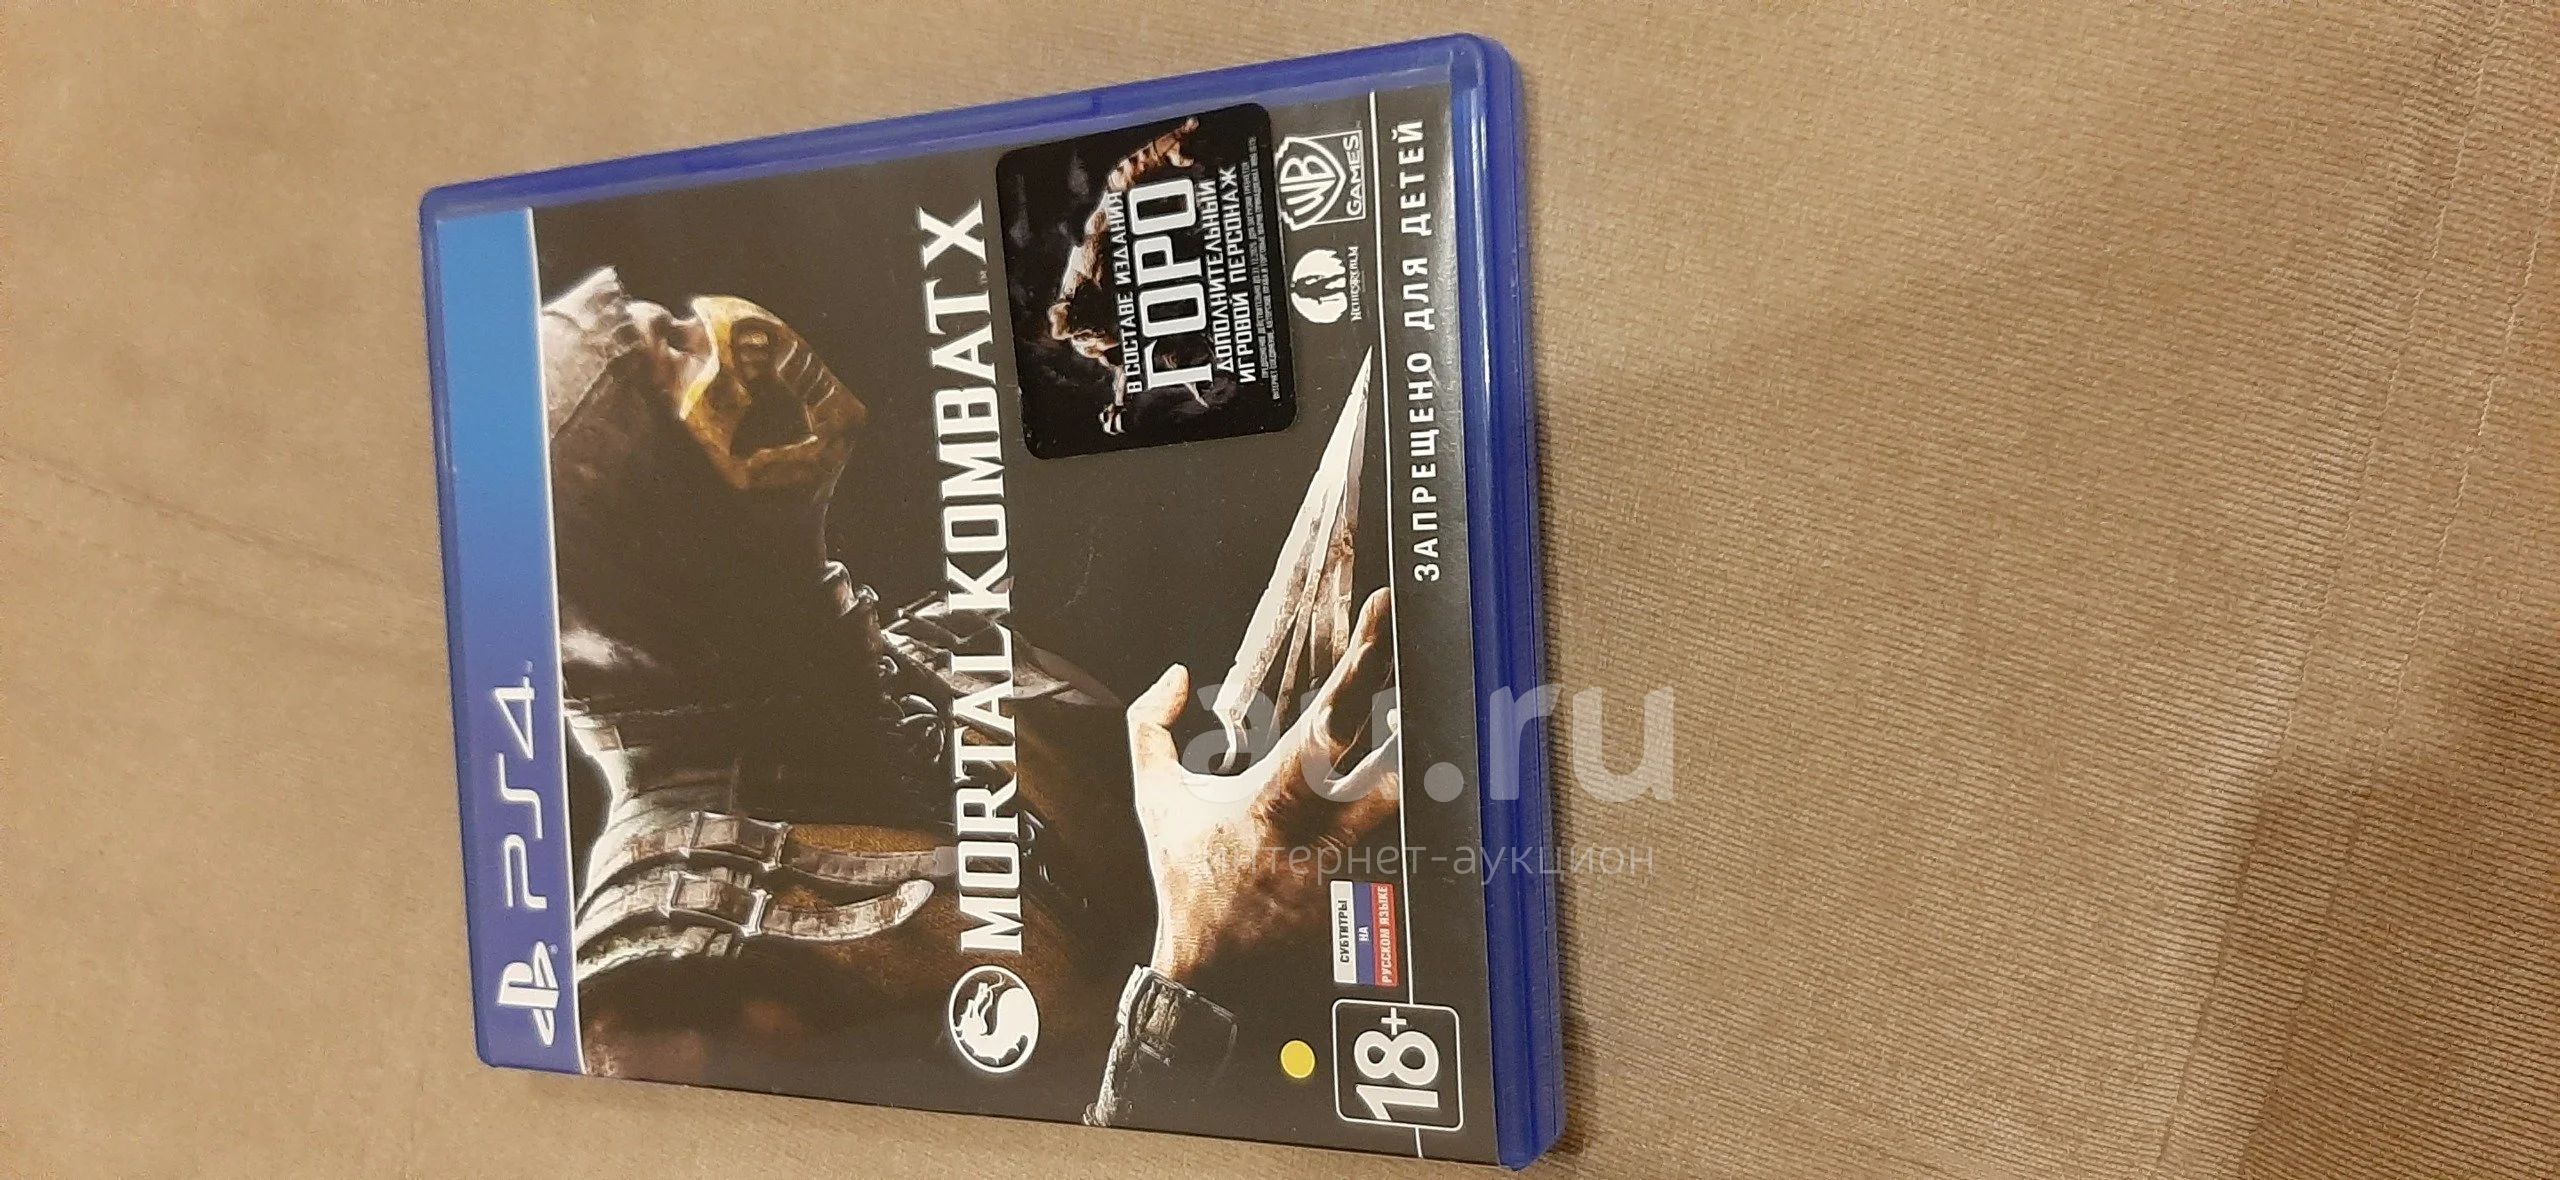 PS4
MORTAL KOMBAT X
В СОСТАВЕ ИЗДАНИЯ
ГОРО
ДОПОЛНИТЕЛЬНЫЙ
ИГРОВОЙ ПЕРСОНАЖ
СУБТИТРЫ
НА
РУССКОМ ЯЗЫКЕ
NETHERREALM
WB
GAMES
18+
ЗАПРЕЩЕНО ДЛЯ ДЕТЕЙ
au.ru
интернет-аукцион